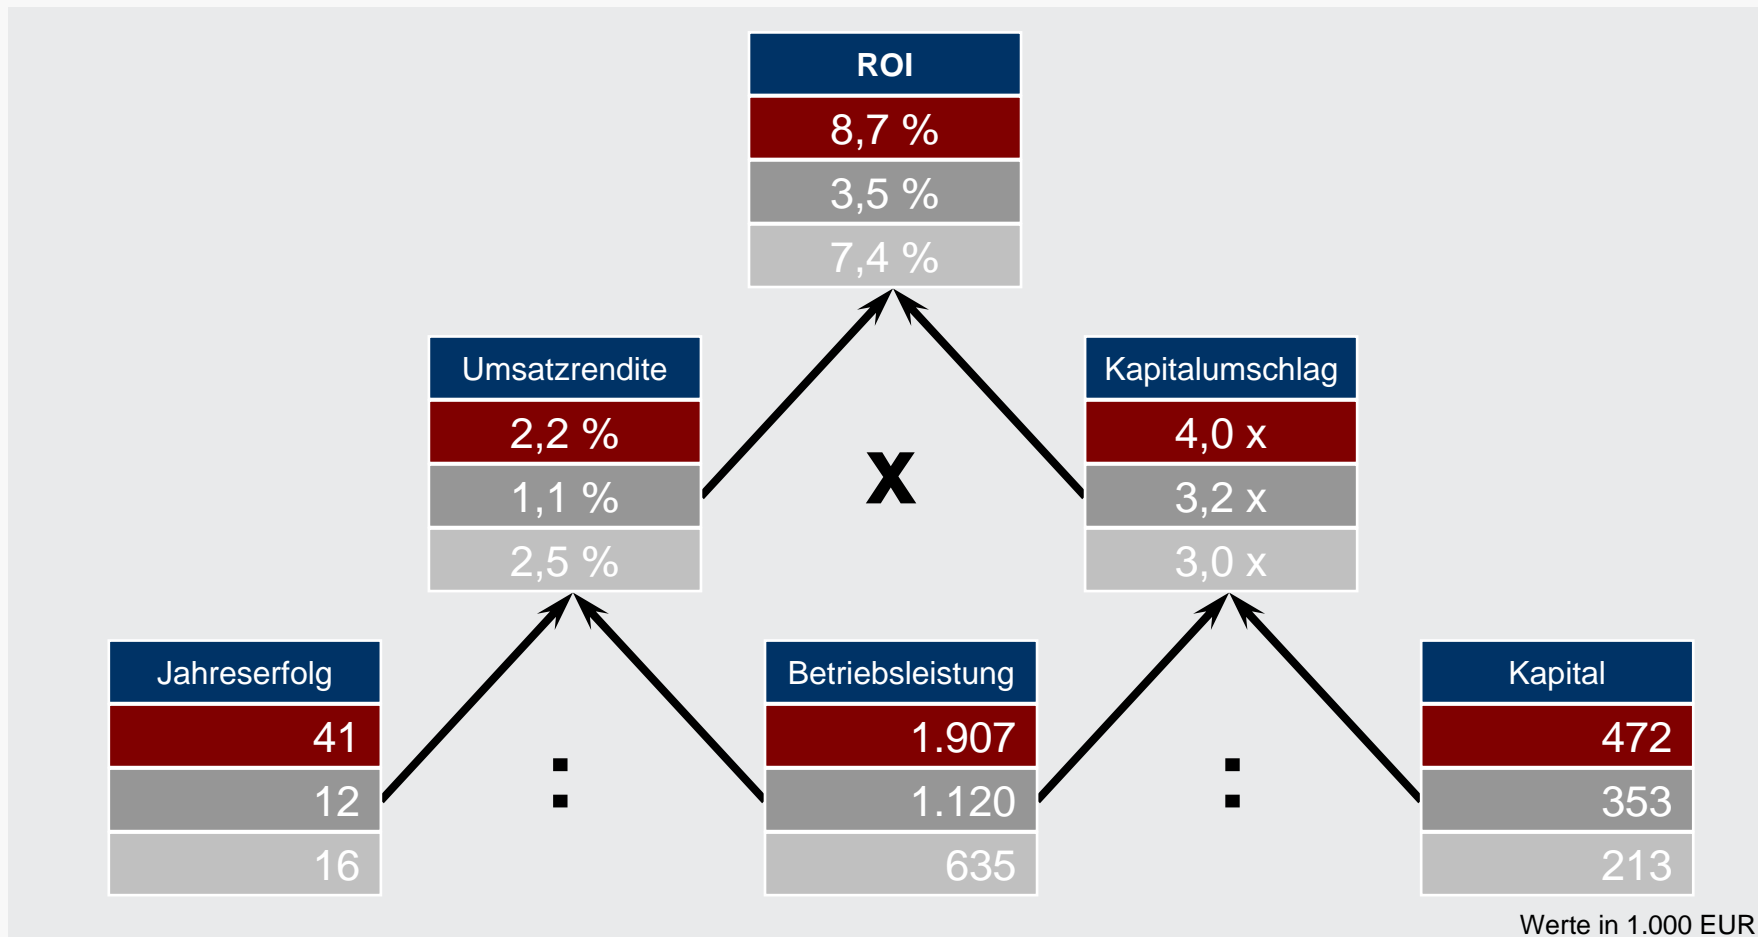 ROI
8,7 %
3,5 %
7,4 %
Umsatzrendite
2,2 %
1,1 %
2,5 %
x
Kapitalumschlag
4,0 x
3,2 x
3,0 x
Jahreserfolg
41
12
16
:
Betriebsleistung
1.907
1.120
635
:
Kapital
472
353
213
Werte in 1.000 EUR